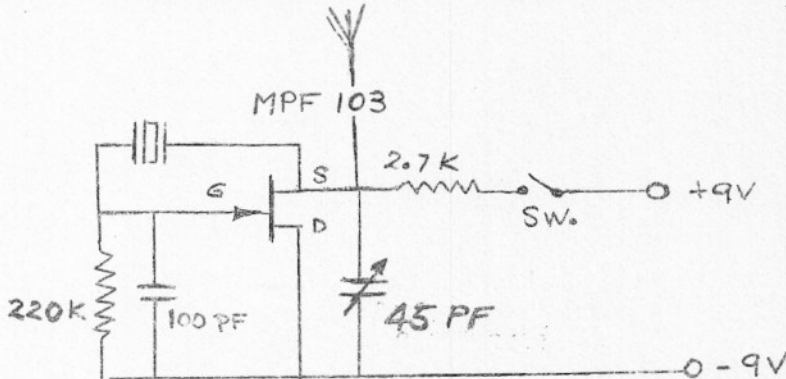 MPF 103
2.7K
S
G
+9V
SW.
D
220K
100 PF
45 PF
- 9V